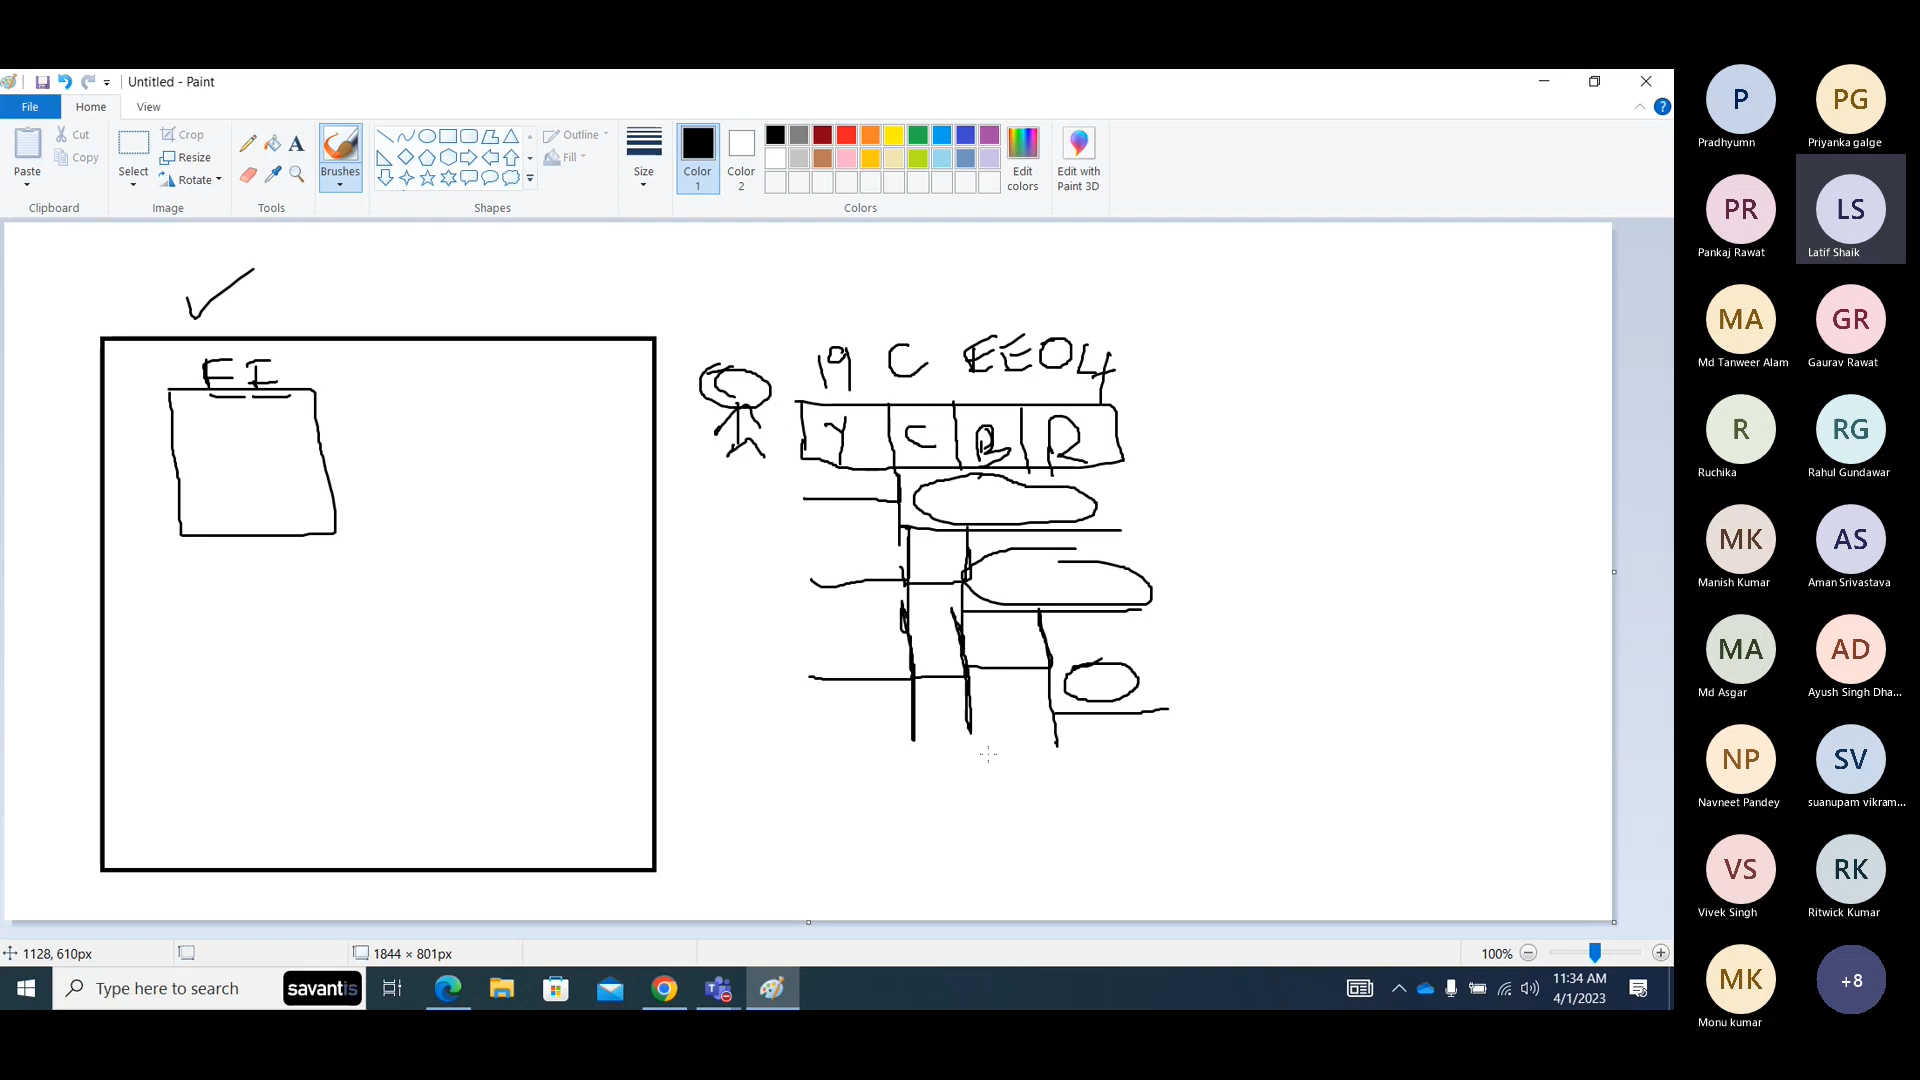 Untitled - Paint
File Home View
Paste Cut Copy Clipboard
Select Crop Resize Rotate Image
Tools
Brushes
Outline Fill Shapes
Size
Color 1 Color 2 Edit colors Colors
Edit with Paint 3D
?
19 C EEO4
Y C B R
1128, 610px
1844 × 801px
100%
Type here to search
savantis
11:34 AM
4/1/2023
P PG
Pradhyumn Priyanka galge
PR LS
Pankaj Rawat Latif Shaik
MA GR
Md Tanweer Alam Gaurav Rawat
R RG
Ruchika Rahul Gundawar
MK AS
Manish Kumar Aman Srivastava
MA AD
Md Asgar Ayush Singh Dha...
NP SV
Navneet Pandey suanupam vikram...
VS RK
Vivek Singh Ritwick Kumar
MK +8
Monu kumar